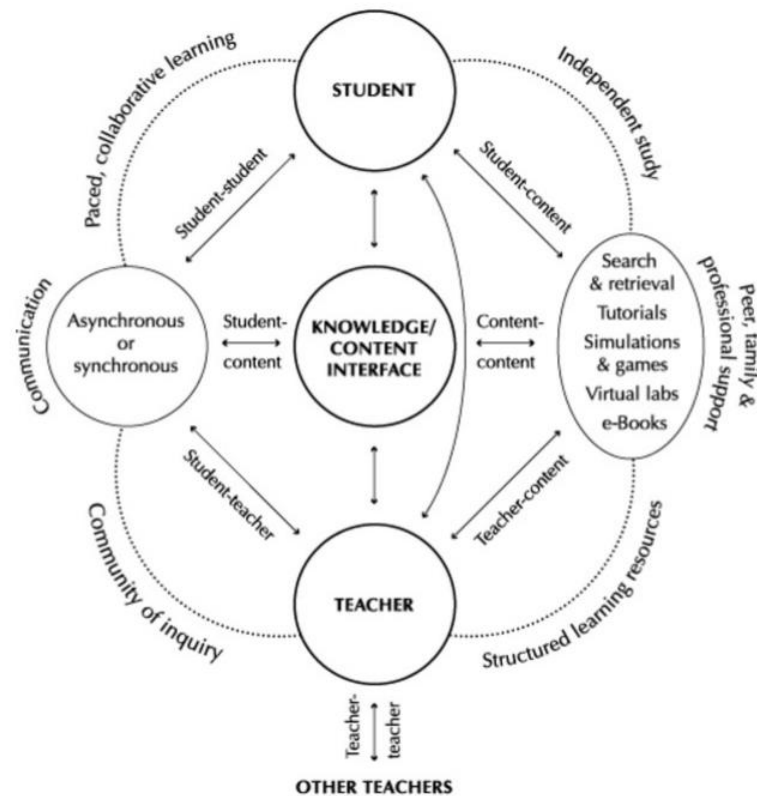 Paced, collaborative learning
STUDENT
Independent study
Student-student
Student-content
Communication
Asynchronous
or
synchronous
Student-
content
KNOWLEDGE/
CONTENT
INTERFACE
Content-
content
Search
& retrieval
Tutorials
Simulations
& games
Virtual labs
e-Books
Peer, family &
professional support
Student-teacher
Teacher-content
Community of inquiry
TEACHER
Structured learning resources
Teacher-
teacher
OTHER TEACHERS